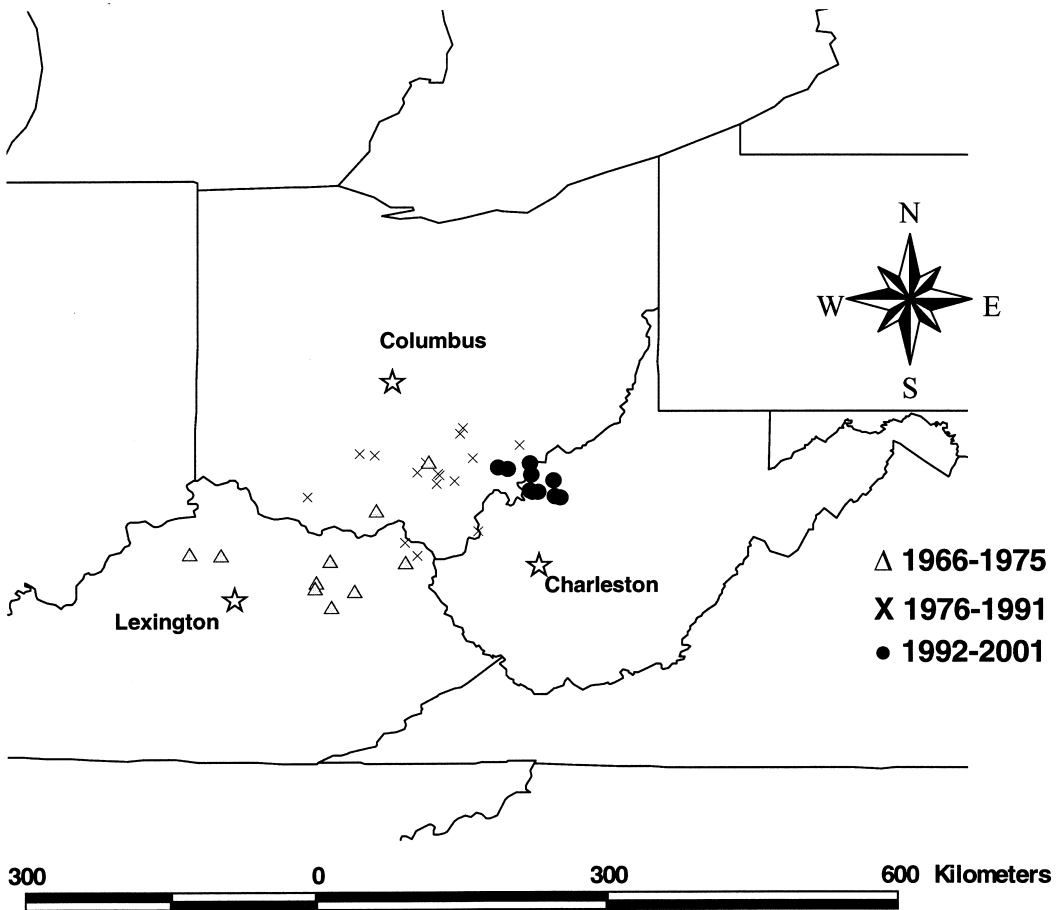 N
W E
S
Columbus
Lexington
Charleston
△ 1966-1975
X 1976-1991
● 1992-2001
300 0 300 600 Kilometers